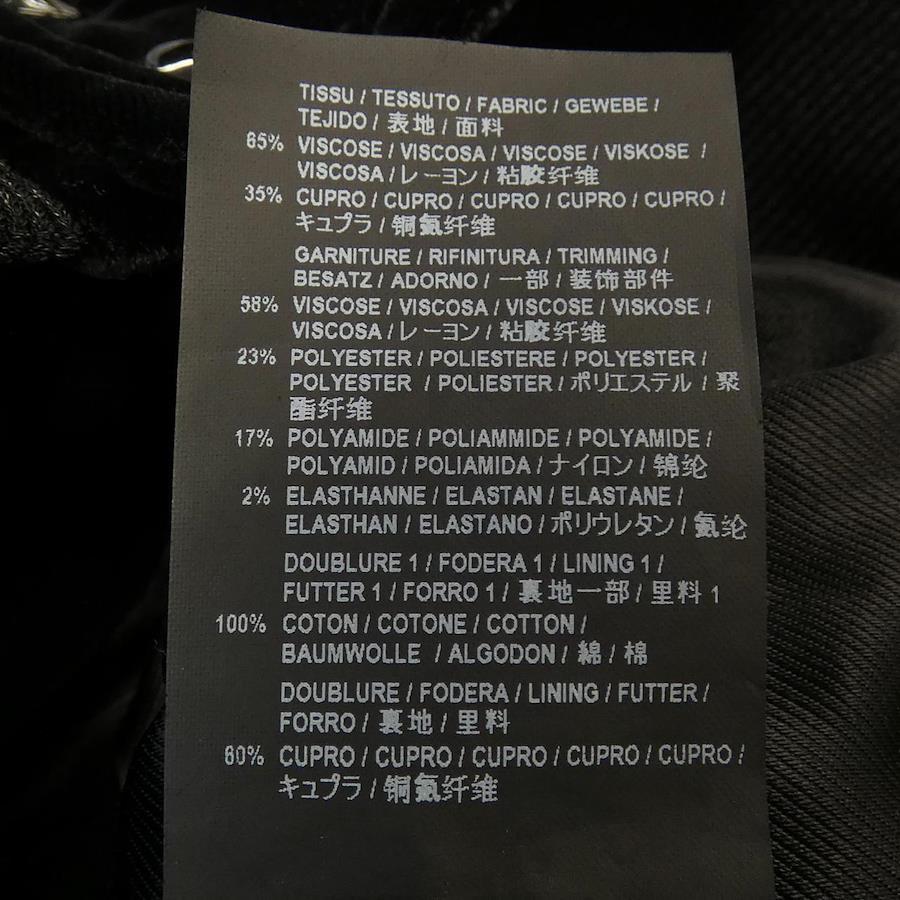 TISSU / TESSUTO / FABRIC / GEWEBE /
TEJIDO / 表地 / 面料
65% VISCOSE / VISCOSA / VISCOSE / VISKOSE /
VISCOSA / レーヨン / 粘胶纤维
35% CUPRO / CUPRO / CUPRO / CUPRO / CUPRO /
キュプラ / 铜氨纤维
GARNITURE / RIFINITURA / TRIMMING /
BESATZ / ADORNO / 一部 / 装饰部件
58% VISCOSE / VISCOSA / VISCOSE / VISKOSE /
VISCOSA / レーヨン / 粘胶纤维
23% POLYESTER / POLIESTERE / POLYESTER /
POLYESTER / POLIESTER / ポリエステル / 聚
酯纤维
17% POLYAMIDE / POLIAMMIDE / POLYAMIDE /
POLYAMID / POLIAMIDA / ナイロン / 锦纶
2% ELASTHANNE / ELASTAN / ELASTANE /
ELASTHAN / ELASTANO / ポリウレタン / 氨纶
DOUBLURE 1 / FODERA 1 / LINING 1 /
FUTTER 1 / FORRO 1 / 裏地一部 / 里料 1
100% COTON / COTONE / COTTON /
BAUMWOLLE / ALGODON / 綿 / 棉
DOUBLURE / FODERA / LINING / FUTTER /
FORRO / 裏地 / 里料
60% CUPRO / CUPRO / CUPRO / CUPRO / CUPRO /
キュプラ / 铜氨纤维